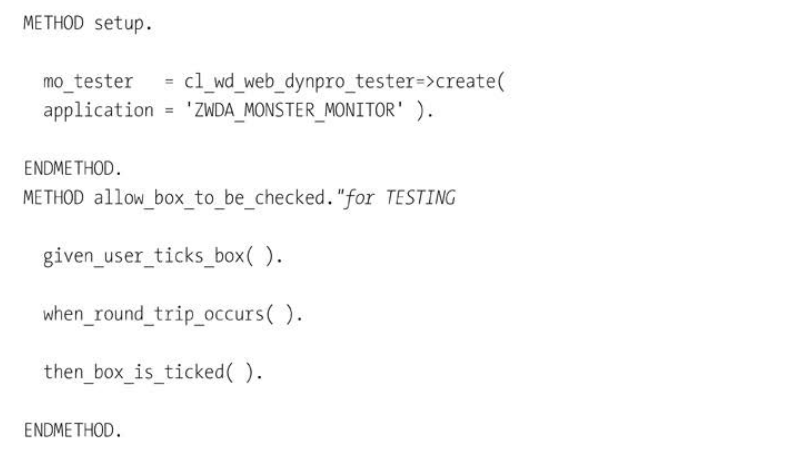 METHOD setup.
mo_tester   = cl_wd_web_dynpro_tester=>create(
application = 'ZWDA_MONSTER_MONITOR' ).
ENDMETHOD.
METHOD allow_box_to_be_checked."for TESTING
given_user_ticks_box( ).
when_round_trip_occurs( ).
then_box_is_ticked( ).
ENDMETHOD.